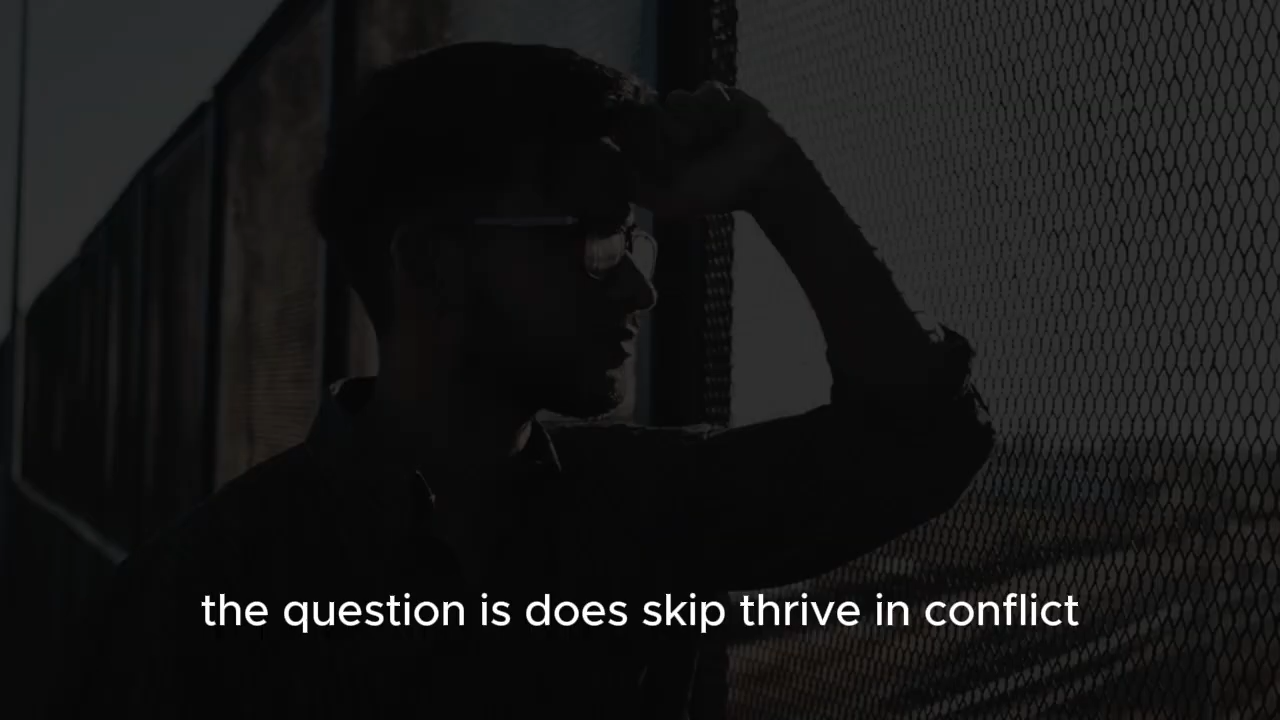 the question is does skip thrive in conflict